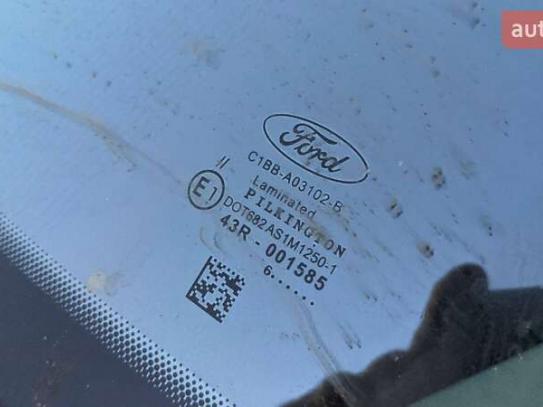 aut
Ford
C1BB-A03102-B
//
Laminated
PILKINGTON
E1
DOT682AS1M1250-1
43R - 001585
6......